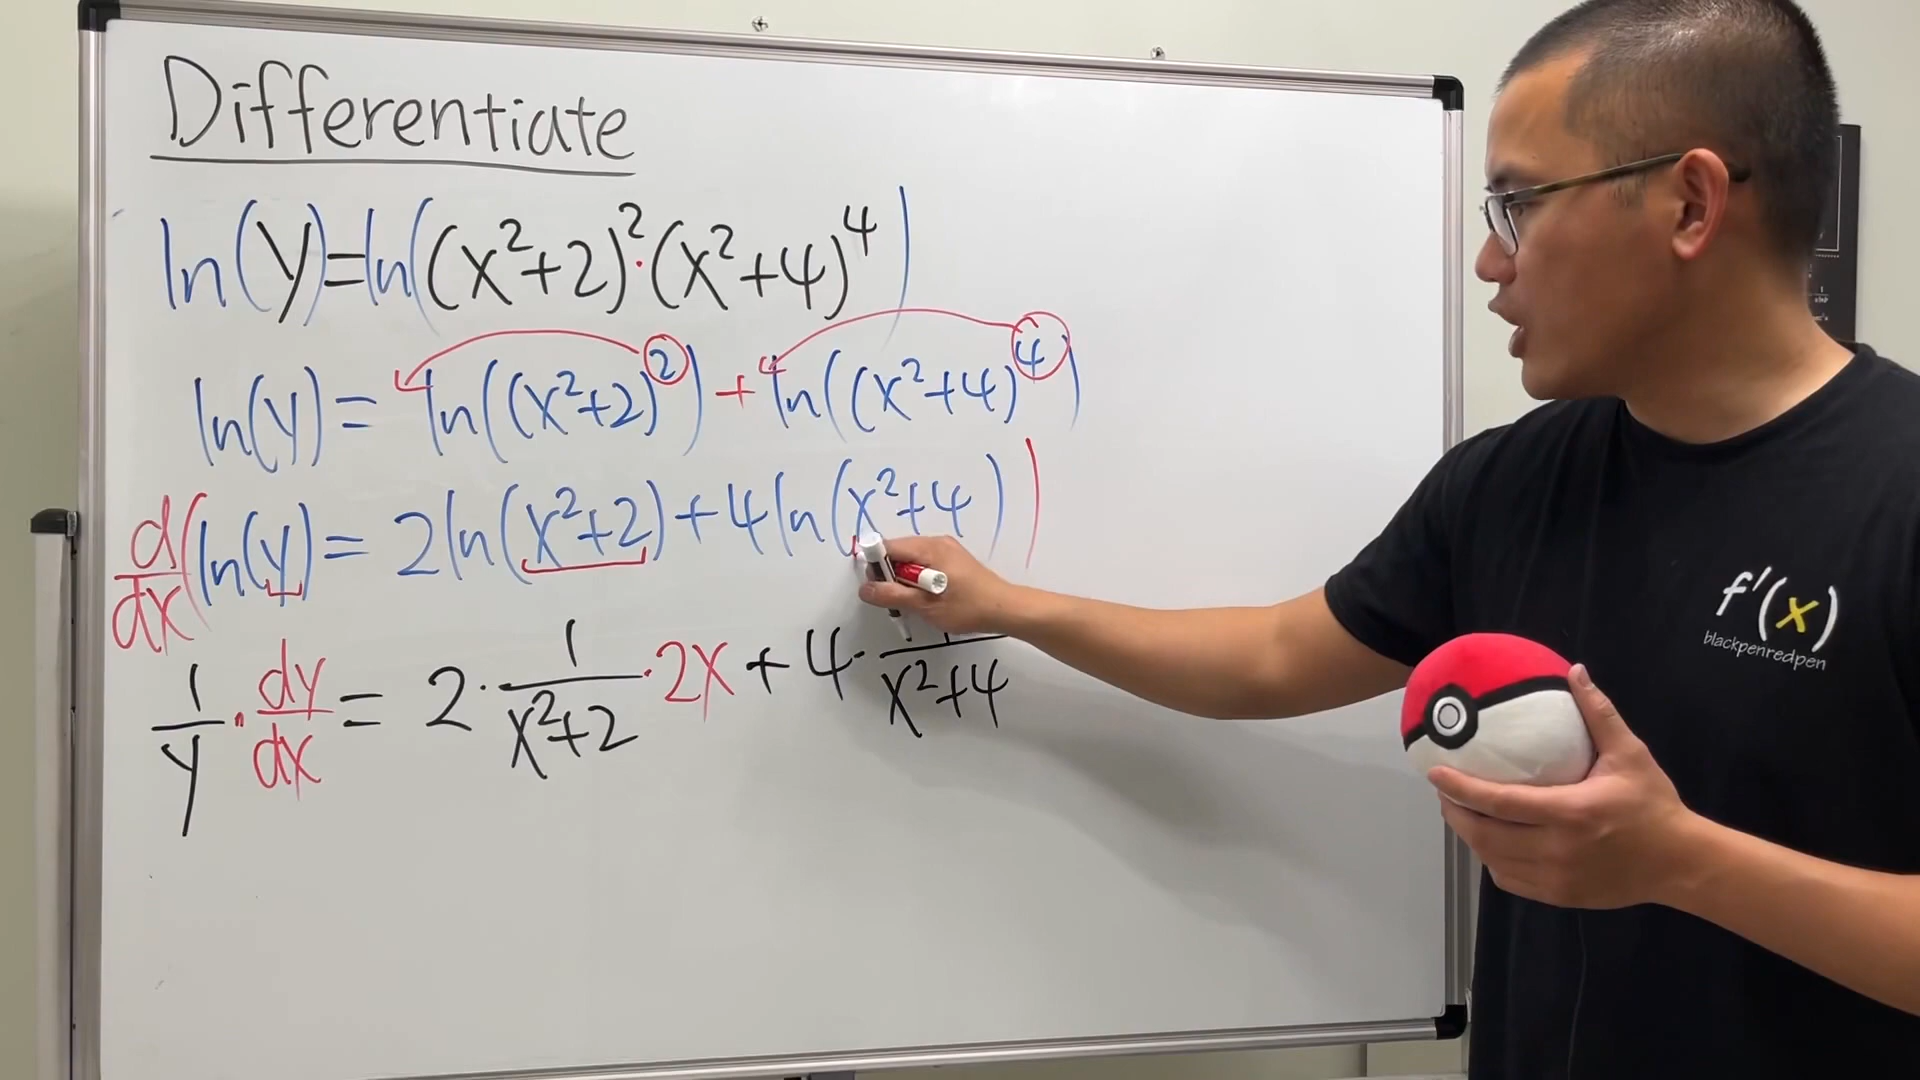 Differentiate
ln(y)=ln((x²+2)²·(x²+4)⁴)
ln(y) = ln((x²+2)²) + ln((x²+4)⁴)
d/dx(ln(y) = 2ln(x²+2)+4ln(x²+4))
1/y · dy/dx = 2 · 1/(x²+2) · 2x + 4 · 1/(x²+4)
f'(x)
blackpenredpen